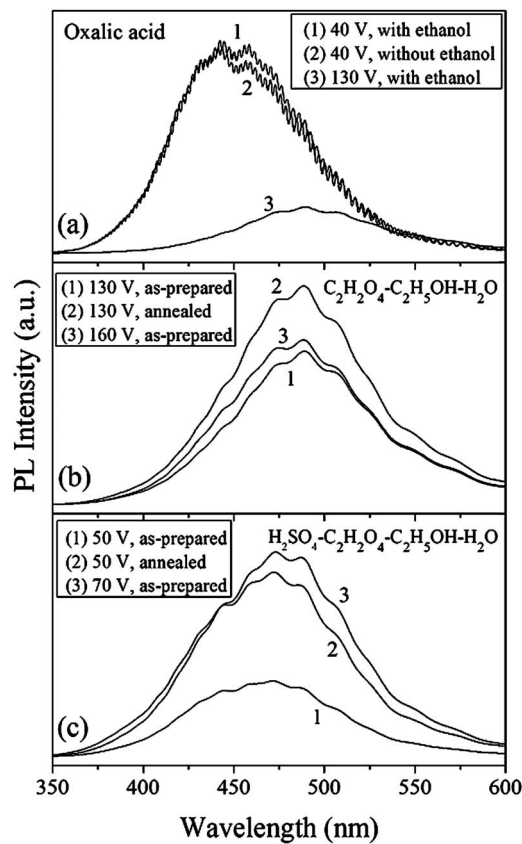 Oxalic acid
1
2
3
(1) 40 V, with ethanol
(2) 40 V, without ethanol
(3) 130 V, with ethanol
(a)
(1) 130 V, as-prepared
(2) 130 V, annealed
(3) 160 V, as-prepared
C₂H₂O₄-C₂H₅OH-H₂O
2
3
1
(b)
(1) 50 V, as-prepared
(2) 50 V, annealed
(3) 70 V, as-prepared
H₂SO₄-C₂H₂O₄-C₂H₅OH-H₂O
3
2
1
(c)
PL Intensity (a.u.)
350 400 450 500 550 600
Wavelength (nm)